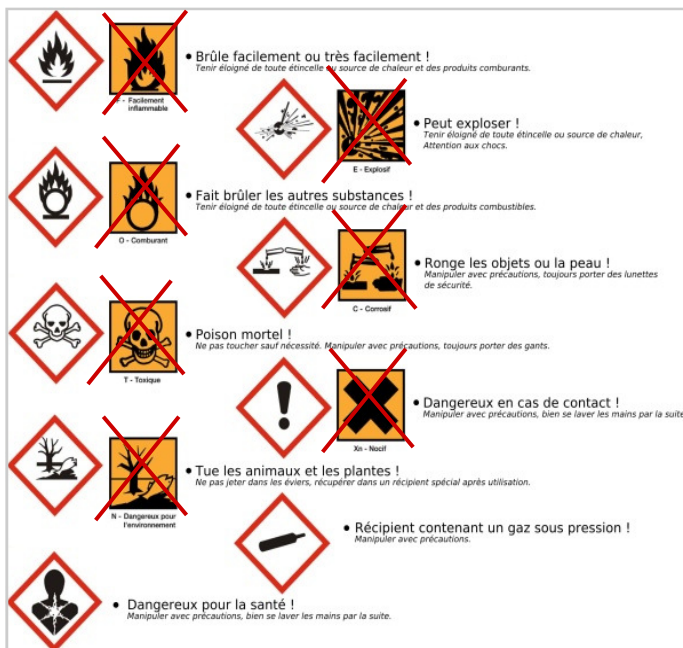 • Brûle facilement ou très facilement !
Tenir éloigné de toute étincelle ou source de chaleur et des produits comburants.
F - Facilement
inflammable
• Peut exploser !
Tenir éloigné de toute étincelle ou source de chaleur,
Attention aux chocs.
E - Explosif
• Fait brûler les autres substances !
Tenir éloigné de toute étincelle ou source de chaleur et des produits combustibles.
O - Comburant
• Ronge les objets ou la peau !
Manipuler avec précautions, toujours porter des lunettes
de sécurité.
C - Corrosif
• Poison mortel !
Ne pas toucher sauf nécessité. Manipuler avec précautions, toujours porter des gants.
T - Toxique
• Dangereux en cas de contact !
Manipuler avec précautions, bien se laver les mains par la suite
Xn - Nocif
• Tue les animaux et les plantes !
Ne pas jeter dans les éviers, récupérer dans un récipient spécial après utilisation.
N - Dangereux pour
l'environnement
• Récipient contenant un gaz sous pression !
Manipuler avec précautions.
• Dangereux pour la santé !
Manipuler avec précautions, bien se laver les mains par la suite.